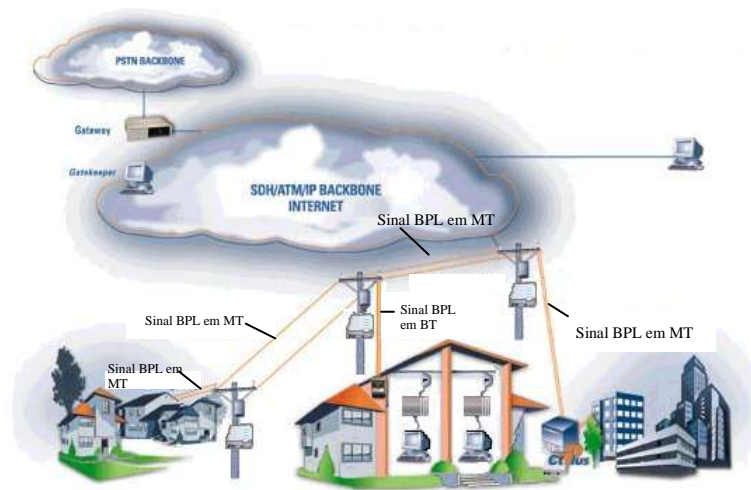 PSTN BACKBONE
Gateway
Gatekeeper
SDH/ATM/IP BACKBONE
INTERNET
Sinal BPL em MT
Sinal BPL em MT
Sinal BPL
em BT
Sinal BPL em MT
Sinal BPL em
MT